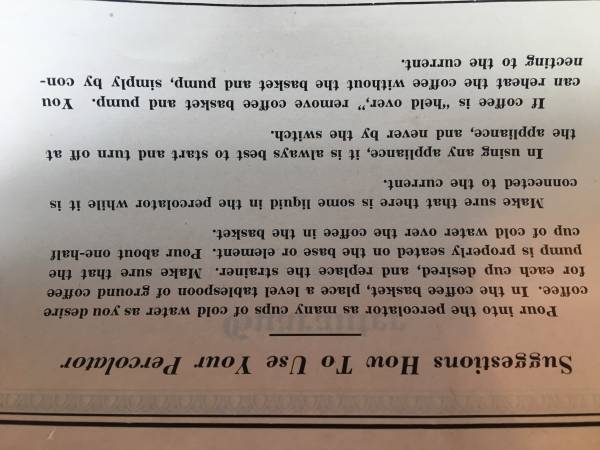 Suggestions How To Use Your Percolator
Pour into the percolator as many cups of cold water as you desire
coffee. In the coffee basket, place a level tablespoon of ground coffee
for each cup desired, and replace the strainer. Make sure that the
pump is properly seated on the base or element. Pour about one-half
cup of cold water over the coffee in the basket.
Make sure that there is some liquid in the percolator while it is
connected to the current.
In using any appliance, it is always best to start and turn off at
the appliance, and never by the switch.
If coffee is "held over," remove coffee basket and pump. You
can reheat the coffee without the basket and pump, simply by con-
necting to the current.